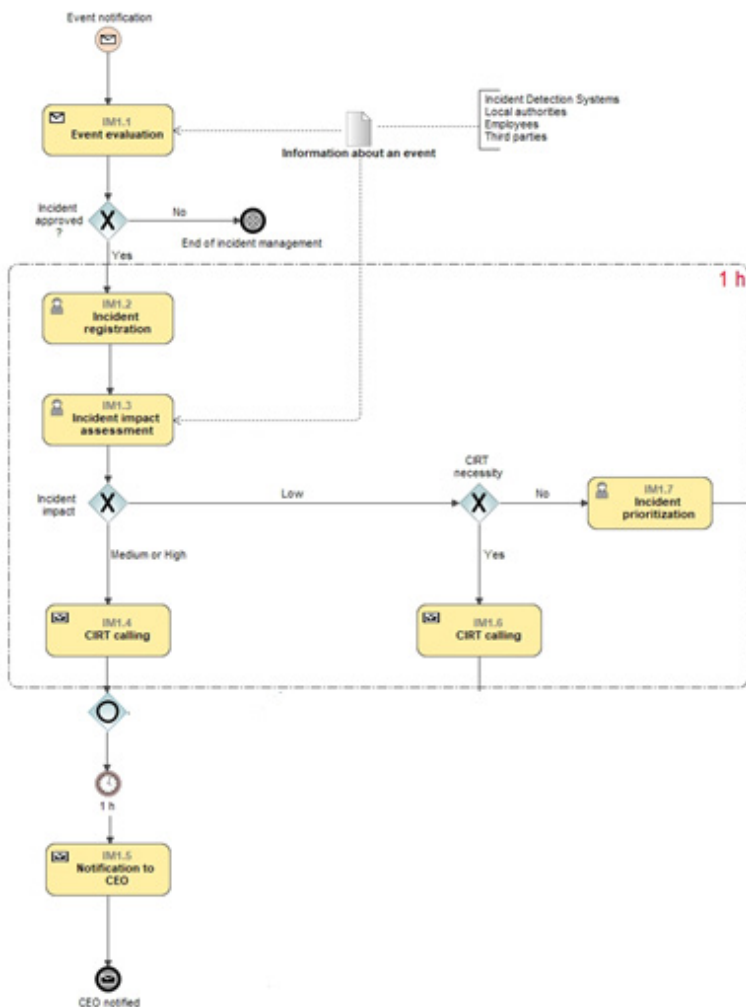 Event notification
IM1.1
Event evaluation
Information about an event
Incident Detection Systems
Local authorities
Employees
Third parties
Incident
approved
?
No
End of incident management
Yes
1 h
IM1.2
Incident
registration
IM1.3
Incident impact
assessment
Incident
impact
Low
CIRT
necessity
No
IM1.7
Incident
prioritization
Medium or High
Yes
IM1.4
CIRT calling
IM1.6
CIRT calling
1 h
IM1.5
Notification to
CEO
CEO notified